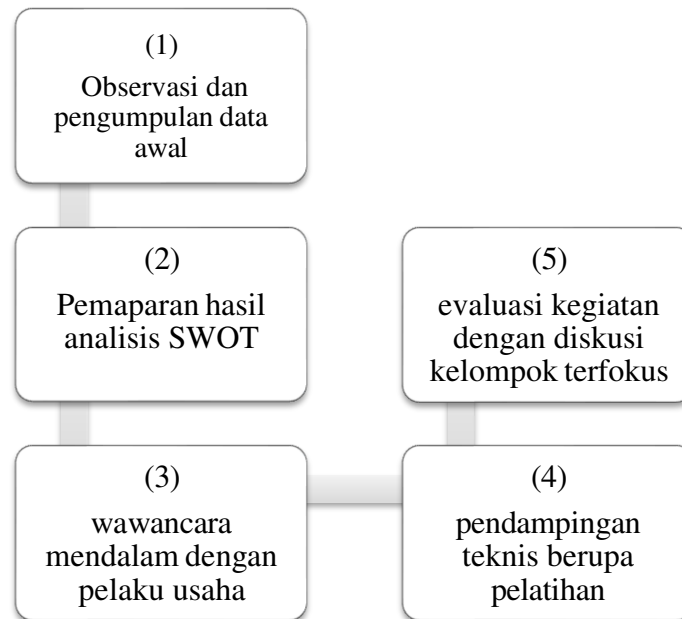 (1)
Observasi dan
pengumpulan data
awal
(2)
Pemaparan hasil
analisis SWOT
(3)
wawancara
mendalam dengan
pelaku usaha
(4)
pendampingan
teknis berupa
pelatihan
(5)
evaluasi kegiatan
dengan diskusi
kelompok terfokus